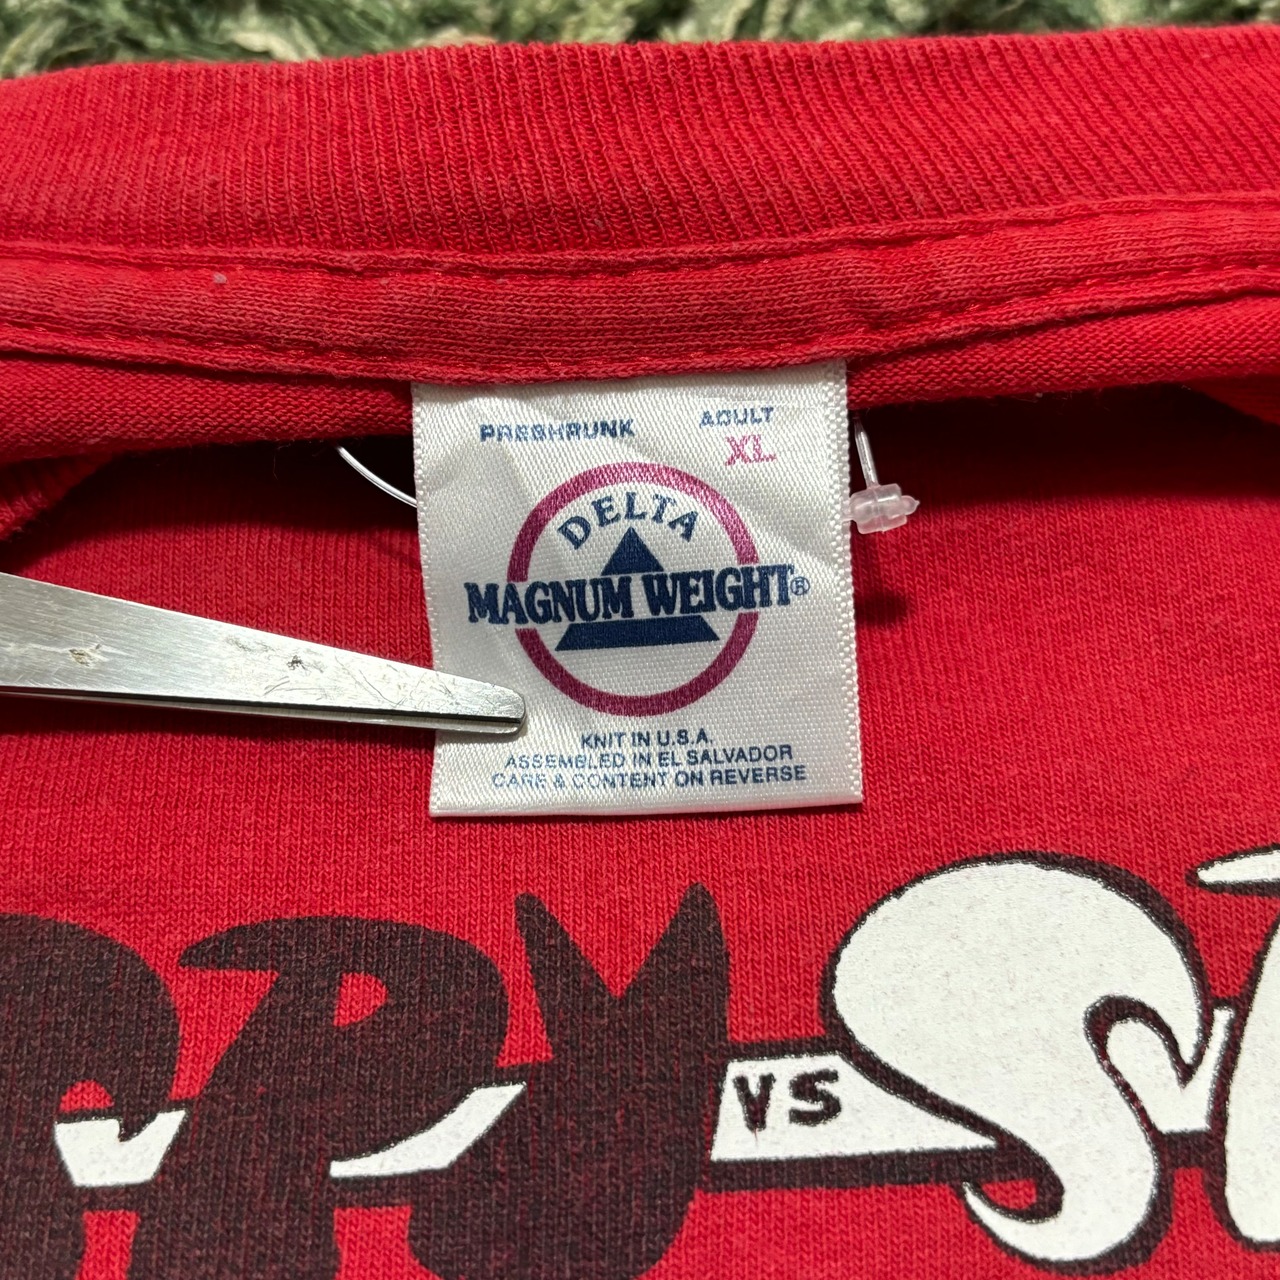 PRESHRUNK ADULT
XL
DELTA
MAGNUM WEIGHT®
KNIT IN U.S.A.
ASSEMBLED IN EL SALVADOR
CARE & CONTENT ON REVERSE
VS